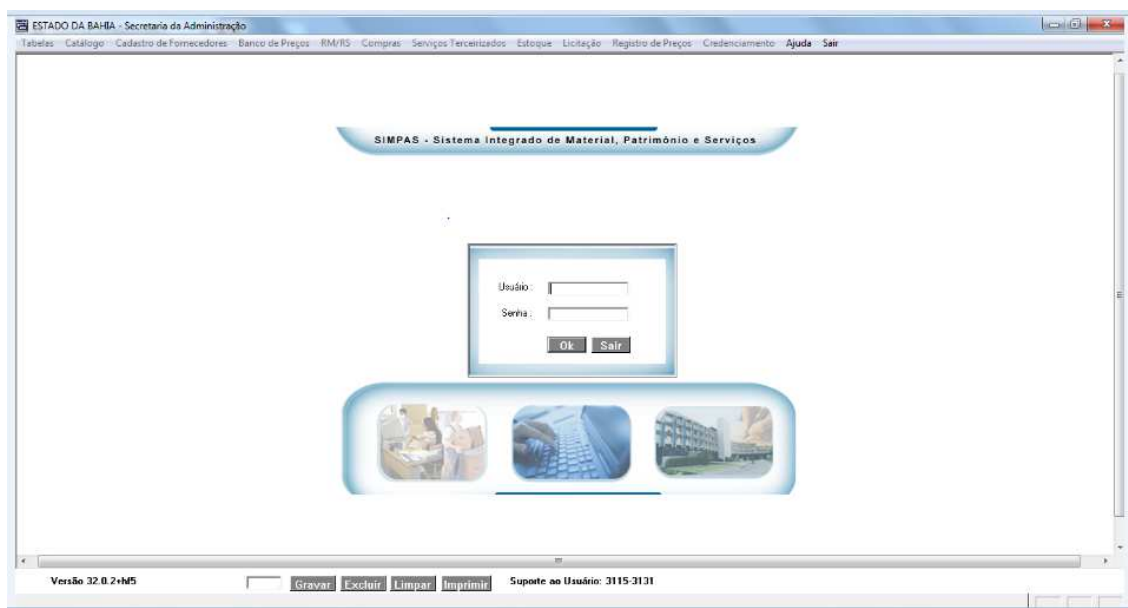 ESTADO DA BAHIA - Secretaria da Administração
Tabelas Catálogo Cadastro de Fornecedores Banco de Preços RM/RS Compras Serviços Terceirizados Estoque Licitação Registro de Preços Credenciamento Ajuda Sair
SIMPAS - Sistema Integrado de Material, Patrimônio e Serviços
Usuário :
Senha :
Ok Sair
Versão 32.0.2+hf5 Gravar Excluir Limpar Imprimir Suporte ao Usuário: 3115-3131